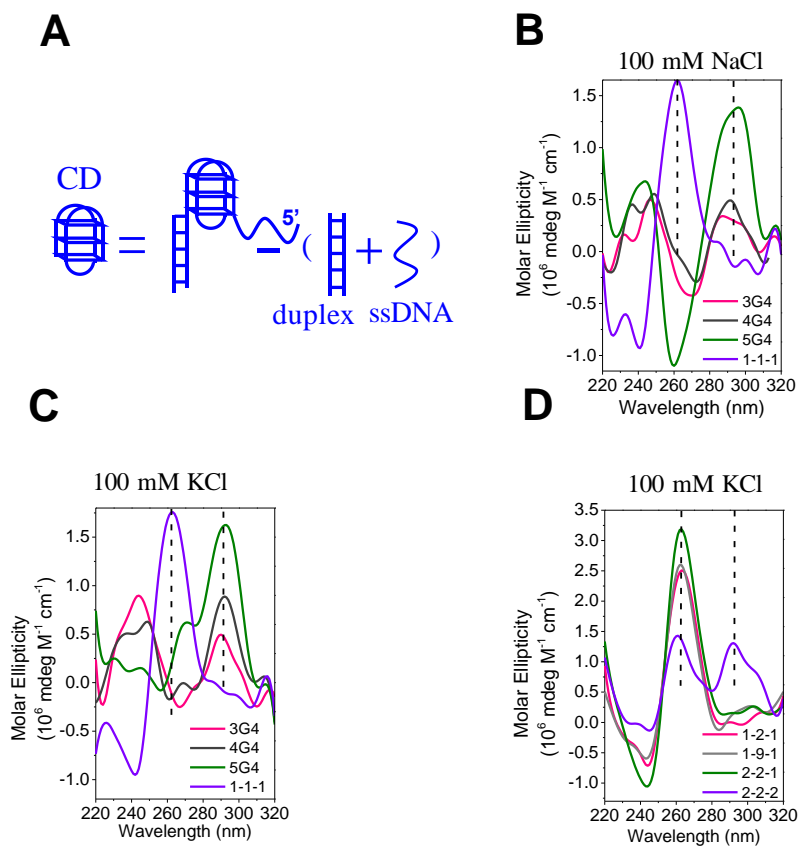 A
CD
=
5'
– (
+
)
duplex
ssDNA
B
100 mM NaCl
Molar Ellipticity
(10⁶ mdeg M⁻¹ cm⁻¹)
1.5
1.0
0.5
0.0
-0.5
-1.0
3G4
4G4
5G4
1-1-1
220 240 260 280 300 320
Wavelength (nm)
C
100 mM KCl
Molar Ellipticity
(10⁶ mdeg M⁻¹ cm⁻¹)
1.5
1.0
0.5
0.0
-0.5
-1.0
3G4
4G4
5G4
1-1-1
220 240 260 280 300 320
Wavelength (nm)
D
100 mM KCl
Molar Ellipticity
(10⁶ mdeg M⁻¹ cm⁻¹)
3.5
3.0
2.5
2.0
1.5
1.0
0.5
0.0
-0.5
-1.0
1-2-1
1-9-1
2-2-1
2-2-2
220 240 260 280 300 320
Wavelength (nm)